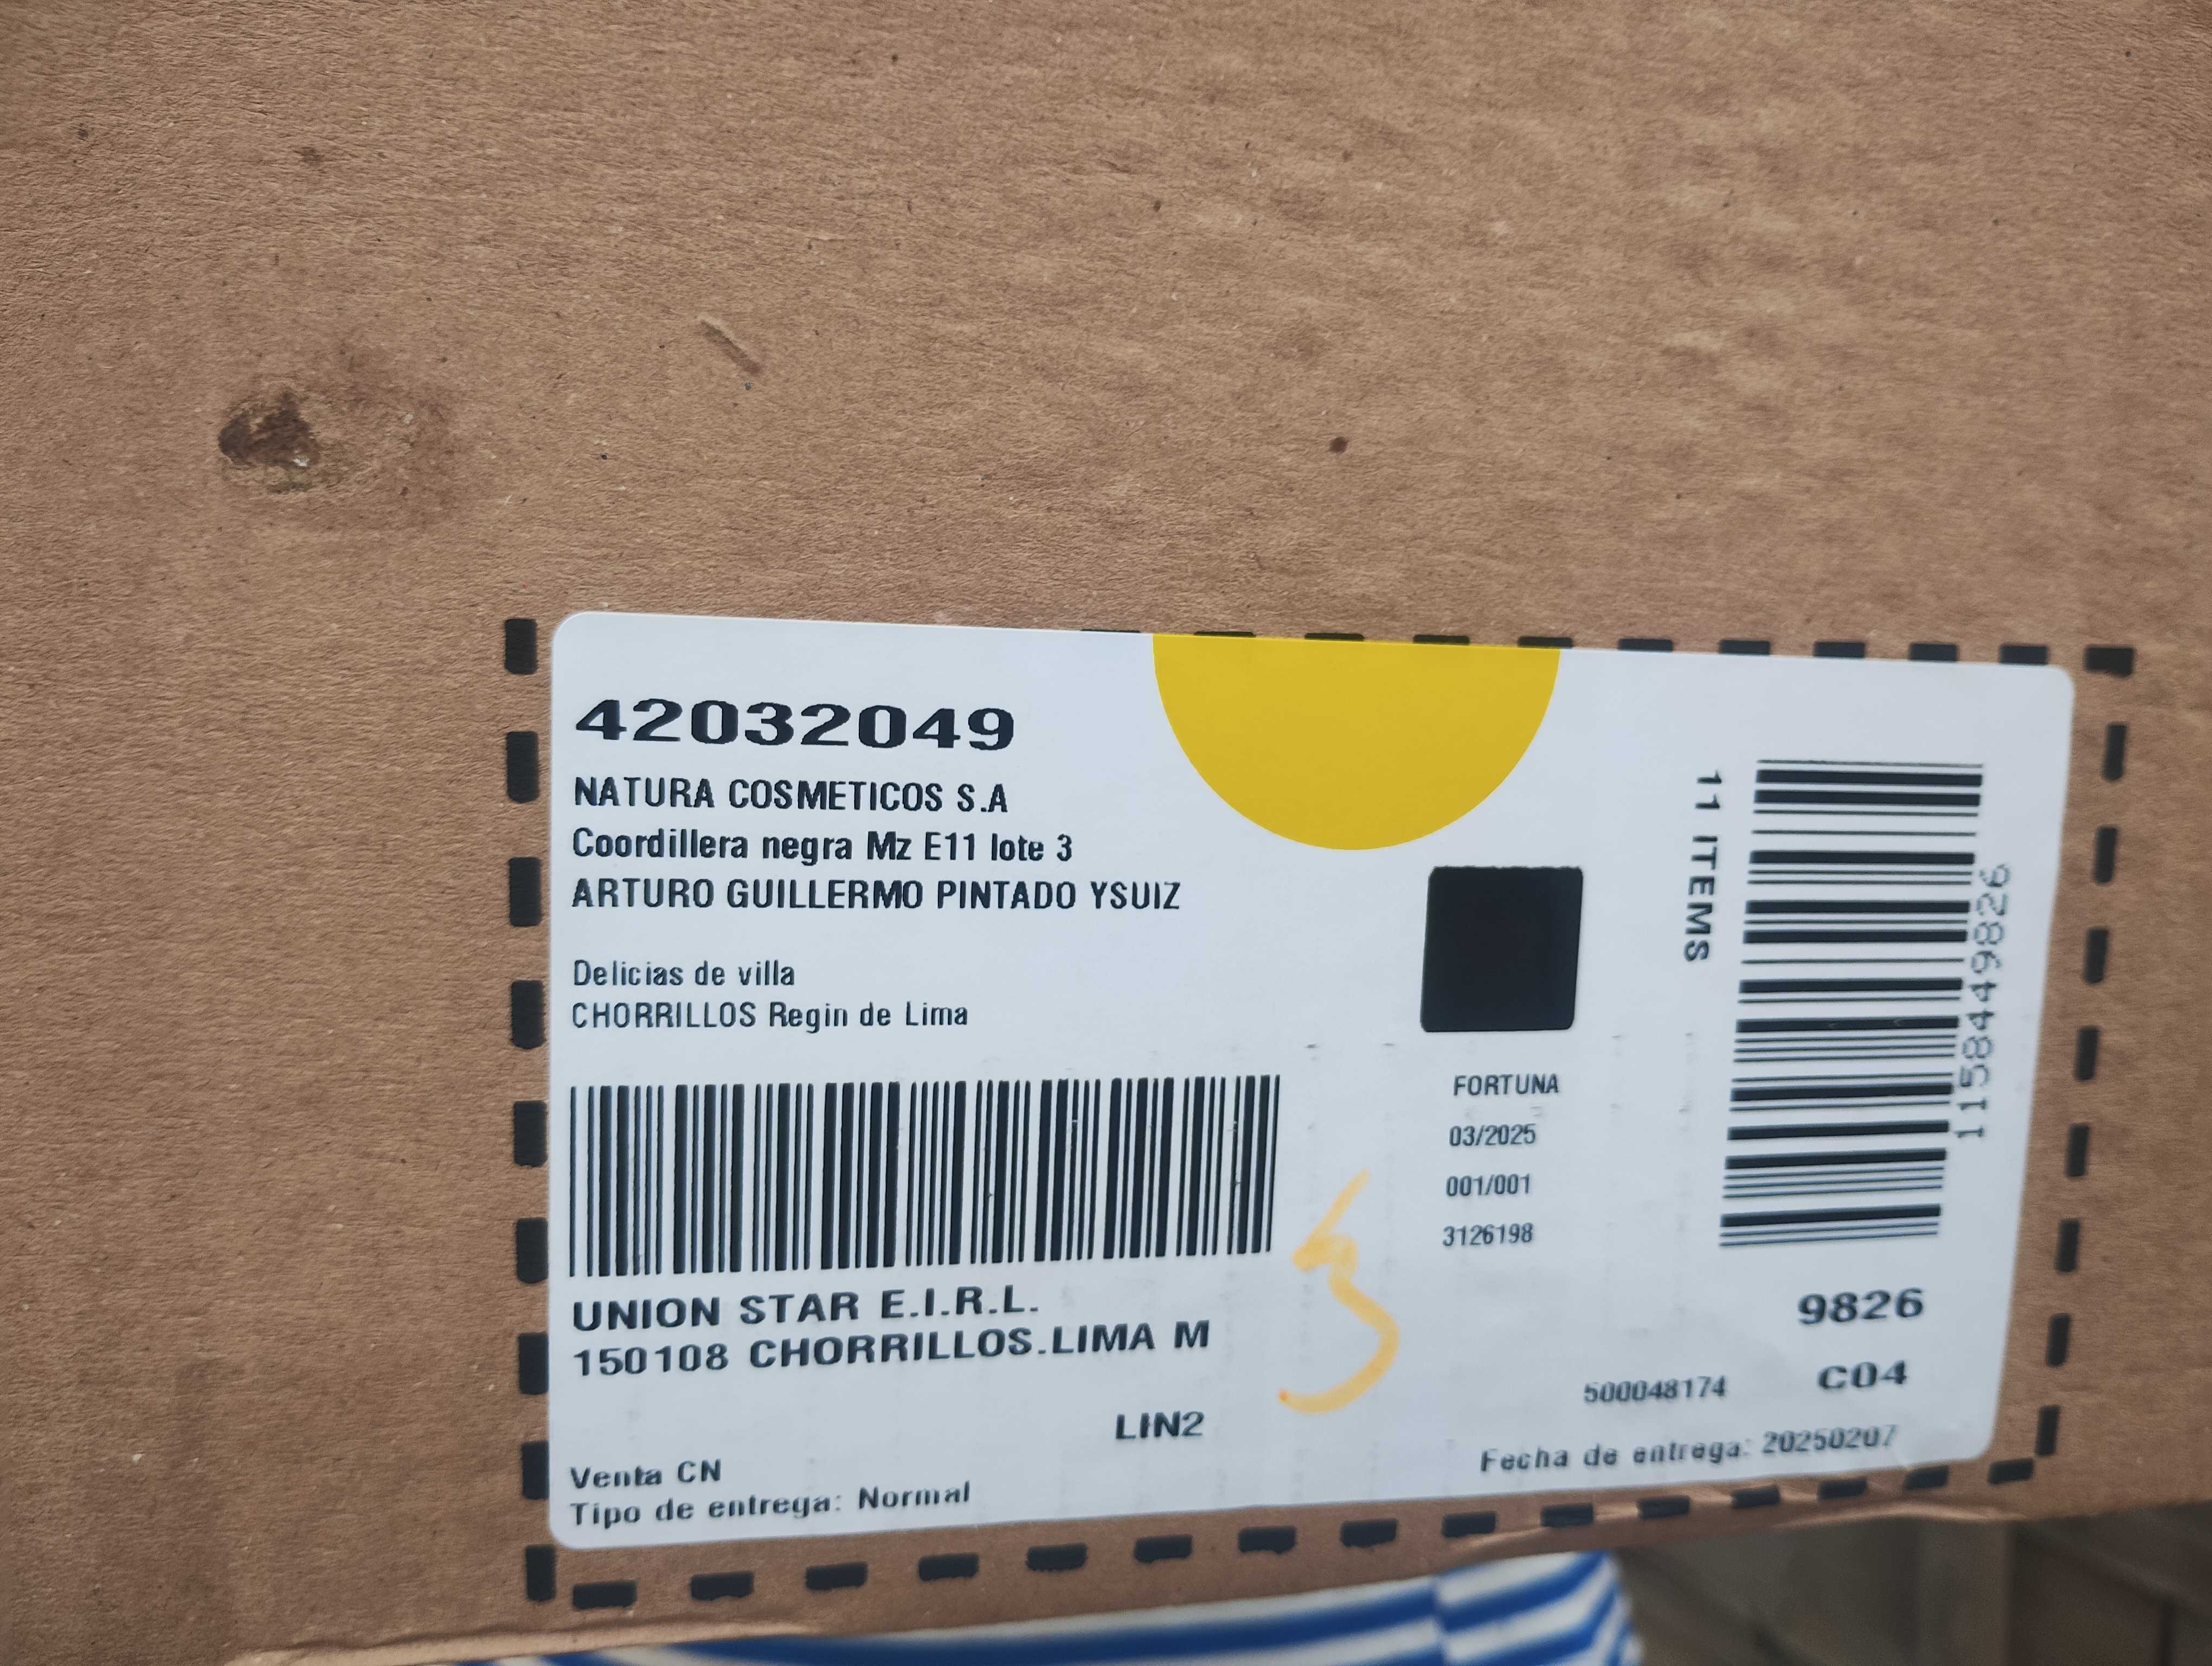 42032049
NATURA COSMETICOS S.A
Coordillera negra Mz E11 lote 3
ARTURO GUILLERMO PINTADO YSUIZ
Delicias de villa
CHORRILLOS Regin de Lima
UNION STAR E.I.R.L.
150108 CHORRILLOS.LIMA M
LIN2
Venta CN
Tipo de entrega: Normal
FORTUNA
03/2025
001/001
3126198
11 ITEMS
1158449826
9826
C04
500048174
Fecha de entrega: 20250207